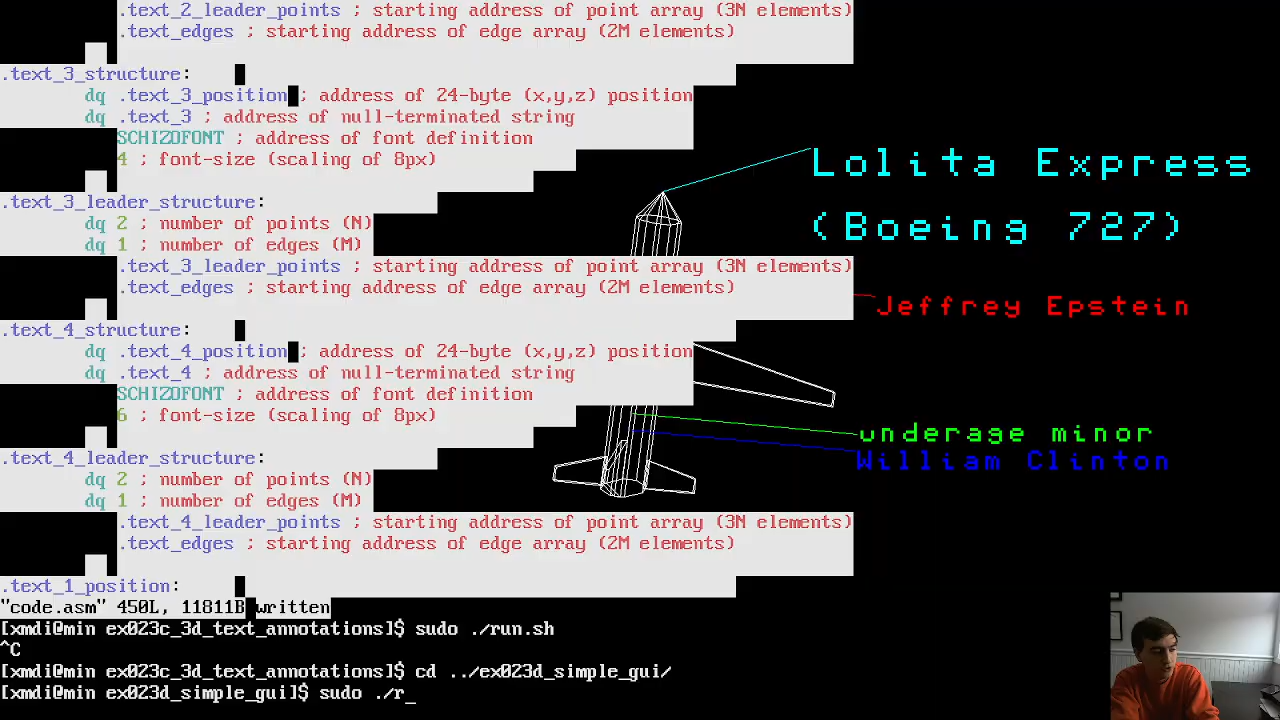 .text_2_leader_points ; starting address of point array (3N elements)
.text_edges ; starting address of edge array (2M elements)
.text_3_structure:
dq .text_3_position ; address of 24-byte (x,y,z) position
dq .text_3 ; address of null-terminated string
SCHIZOFONT ; address of font definition
4 ; font-size (scaling of 8px)
.text_3_leader_structure:
dq 2 ; number of points (N)
dq 1 ; number of edges (M)
.text_3_leader_points ; starting address of point array (3N elements)
.text_edges ; starting address of edge array (2M elements)
.text_4_structure:
dq .text_4_position ; address of 24-byte (x,y,z) position
dq .text_4 ; address of null-terminated string
SCHIZOFONT ; address of font definition
6 ; font-size (scaling of 8px)
.text_4_leader_structure:
dq 2 ; number of points (N)
dq 1 ; number of edges (M)
.text_4_leader_points ; starting address of point array (3N elements)
.text_edges ; starting address of edge array (2M elements)
.text_1_position:
"code.asm" 450L, 11811B written
[xmdi@min ex023c_3d_text_annotations]$ sudo ./run.sh
^C
[xmdi@min ex023c_3d_text_annotations]$ cd ../ex023d_simple_gui/
[xmdi@min ex023d_simple_gui]$ sudo ./r_
Lolita Express
(Boeing 727)
Jeffrey Epstein
underage minor
William Clinton